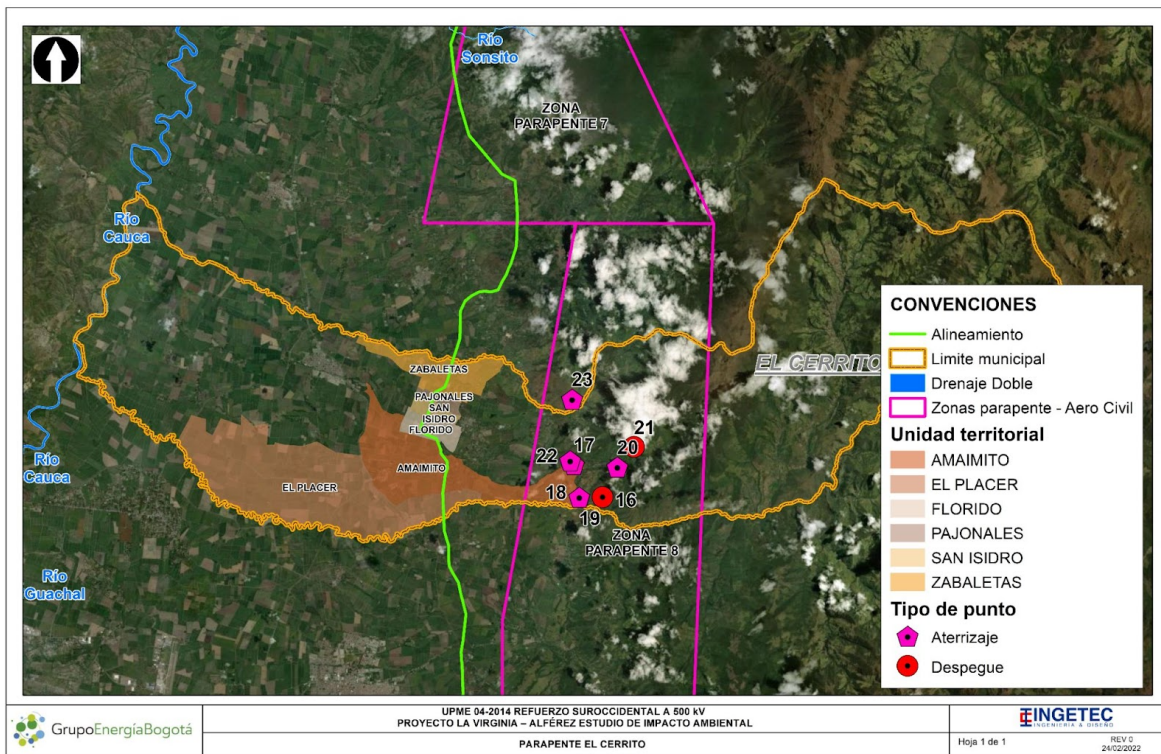 Río
Sonsito
ZONA
PARAPENTE 7
Río
Cauca
EL CERRITO
ZABALETAS
PAJONALES
SAN
ISIDRO
FLORIDO
23
21
20
17
22
AMAIMITO
EL PLACER
18
16
19
ZONA
PARAPENTE 8
Río
Cauca
Río
Guachal
CONVENCIONES
Alineamiento
Limite municipal
Drenaje Doble
Zonas parapente - Aero Civil
Unidad territorial
AMAIMITO
EL PLACER
FLORIDO
PAJONALES
SAN ISIDRO
ZABALETAS
Tipo de punto
Aterrizaje
Despegue
GrupoEnergíaBogotá
UPME 04-2014 REFUERZO SUROCCIDENTAL A 500 kV
PROYECTO LA VIRGINIA – ALFÉREZ ESTUDIO DE IMPACTO AMBIENTAL
PARAPENTE EL CERRITO
INGETEC
INGENIERÍA & DISEÑO
Hoja 1 de 1
REV 0
24/02/2022